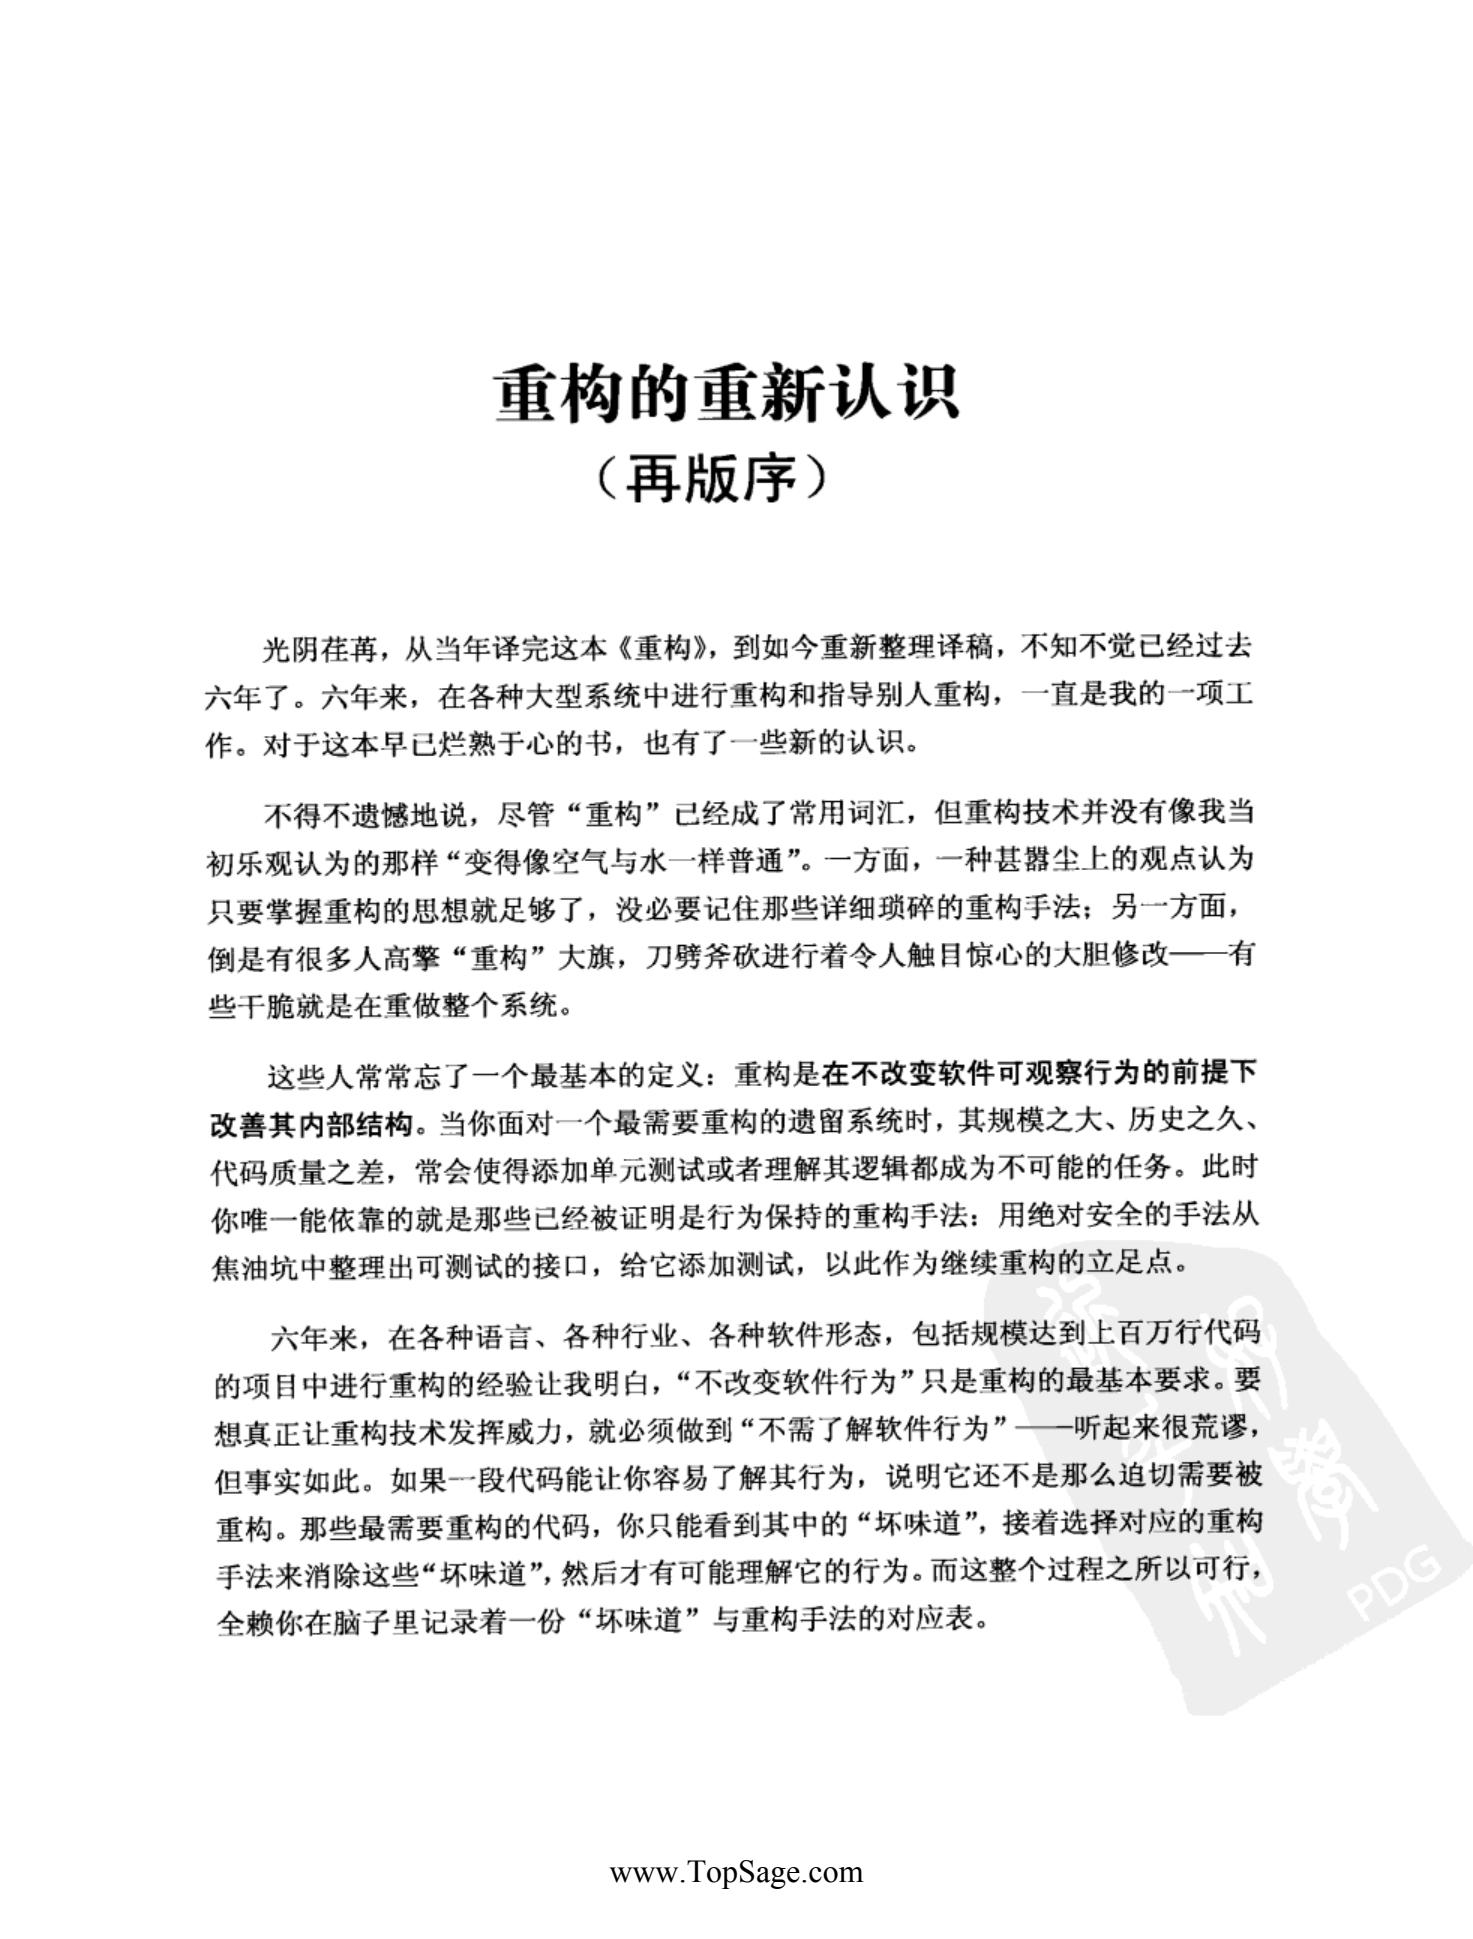 重构的重新认识
（再版序）
光阴荏苒，从当年译完这本《重构》，到如今重新整理译稿，不知不觉已经过去
六年了。六年来，在各种大型系统中进行重构和指导别人重构，一直是我的一项工
作。对于这本早已烂熟于心的书，也有了一些新的认识。
不得不遗憾地说，尽管“重构”已经成了常用词汇，但重构技术并没有像我当
初乐观认为的那样“变得像空气与水一样普通”。一方面，一种甚嚣尘上的观点认为
只要掌握重构的思想就足够了，没必要记住那些详细琐碎的重构手法；另一方面，
倒是有很多人高擎“重构”大旗，刀劈斧砍进行着令人触目惊心的大胆修改——有
些干脆就是在重做整个系统。
这些人常常忘了一个最基本的定义：重构是在不改变软件可观察行为的前提下
改善其内部结构。当你面对一个最需要重构的遗留系统时，其规模之大、历史之久、
代码质量之差，常会使得添加单元测试或者理解其逻辑都成为不可能的任务。此时
你唯一能依靠的就是那些已经被证明是行为保持的重构手法：用绝对安全的手法从
焦油坑中整理出可测试的接口，给它添加测试，以此作为继续重构的立足点。
六年来，在各种语言、各种行业、各种软件形态，包括规模达到上百万行代码
的项目中进行重构的经验让我明白，“不改变软件行为”只是重构的最基本要求。要
想真正让重构技术发挥威力，就必须做到“不需了解软件行为”——听起来很荒谬，
但事实如此。如果一段代码能让你容易了解其行为，说明它还不是那么迫切需要被
重构。那些最需要重构的代码，你只能看到其中的“坏味道”，接着选择对应的重构
手法来消除这些“坏味道”，然后才有可能理解它的行为。而这整个过程之所以可行，
全赖你在脑子里记录着一份“坏味道”与重构手法的对应表。
PDG
www.TopSage.com